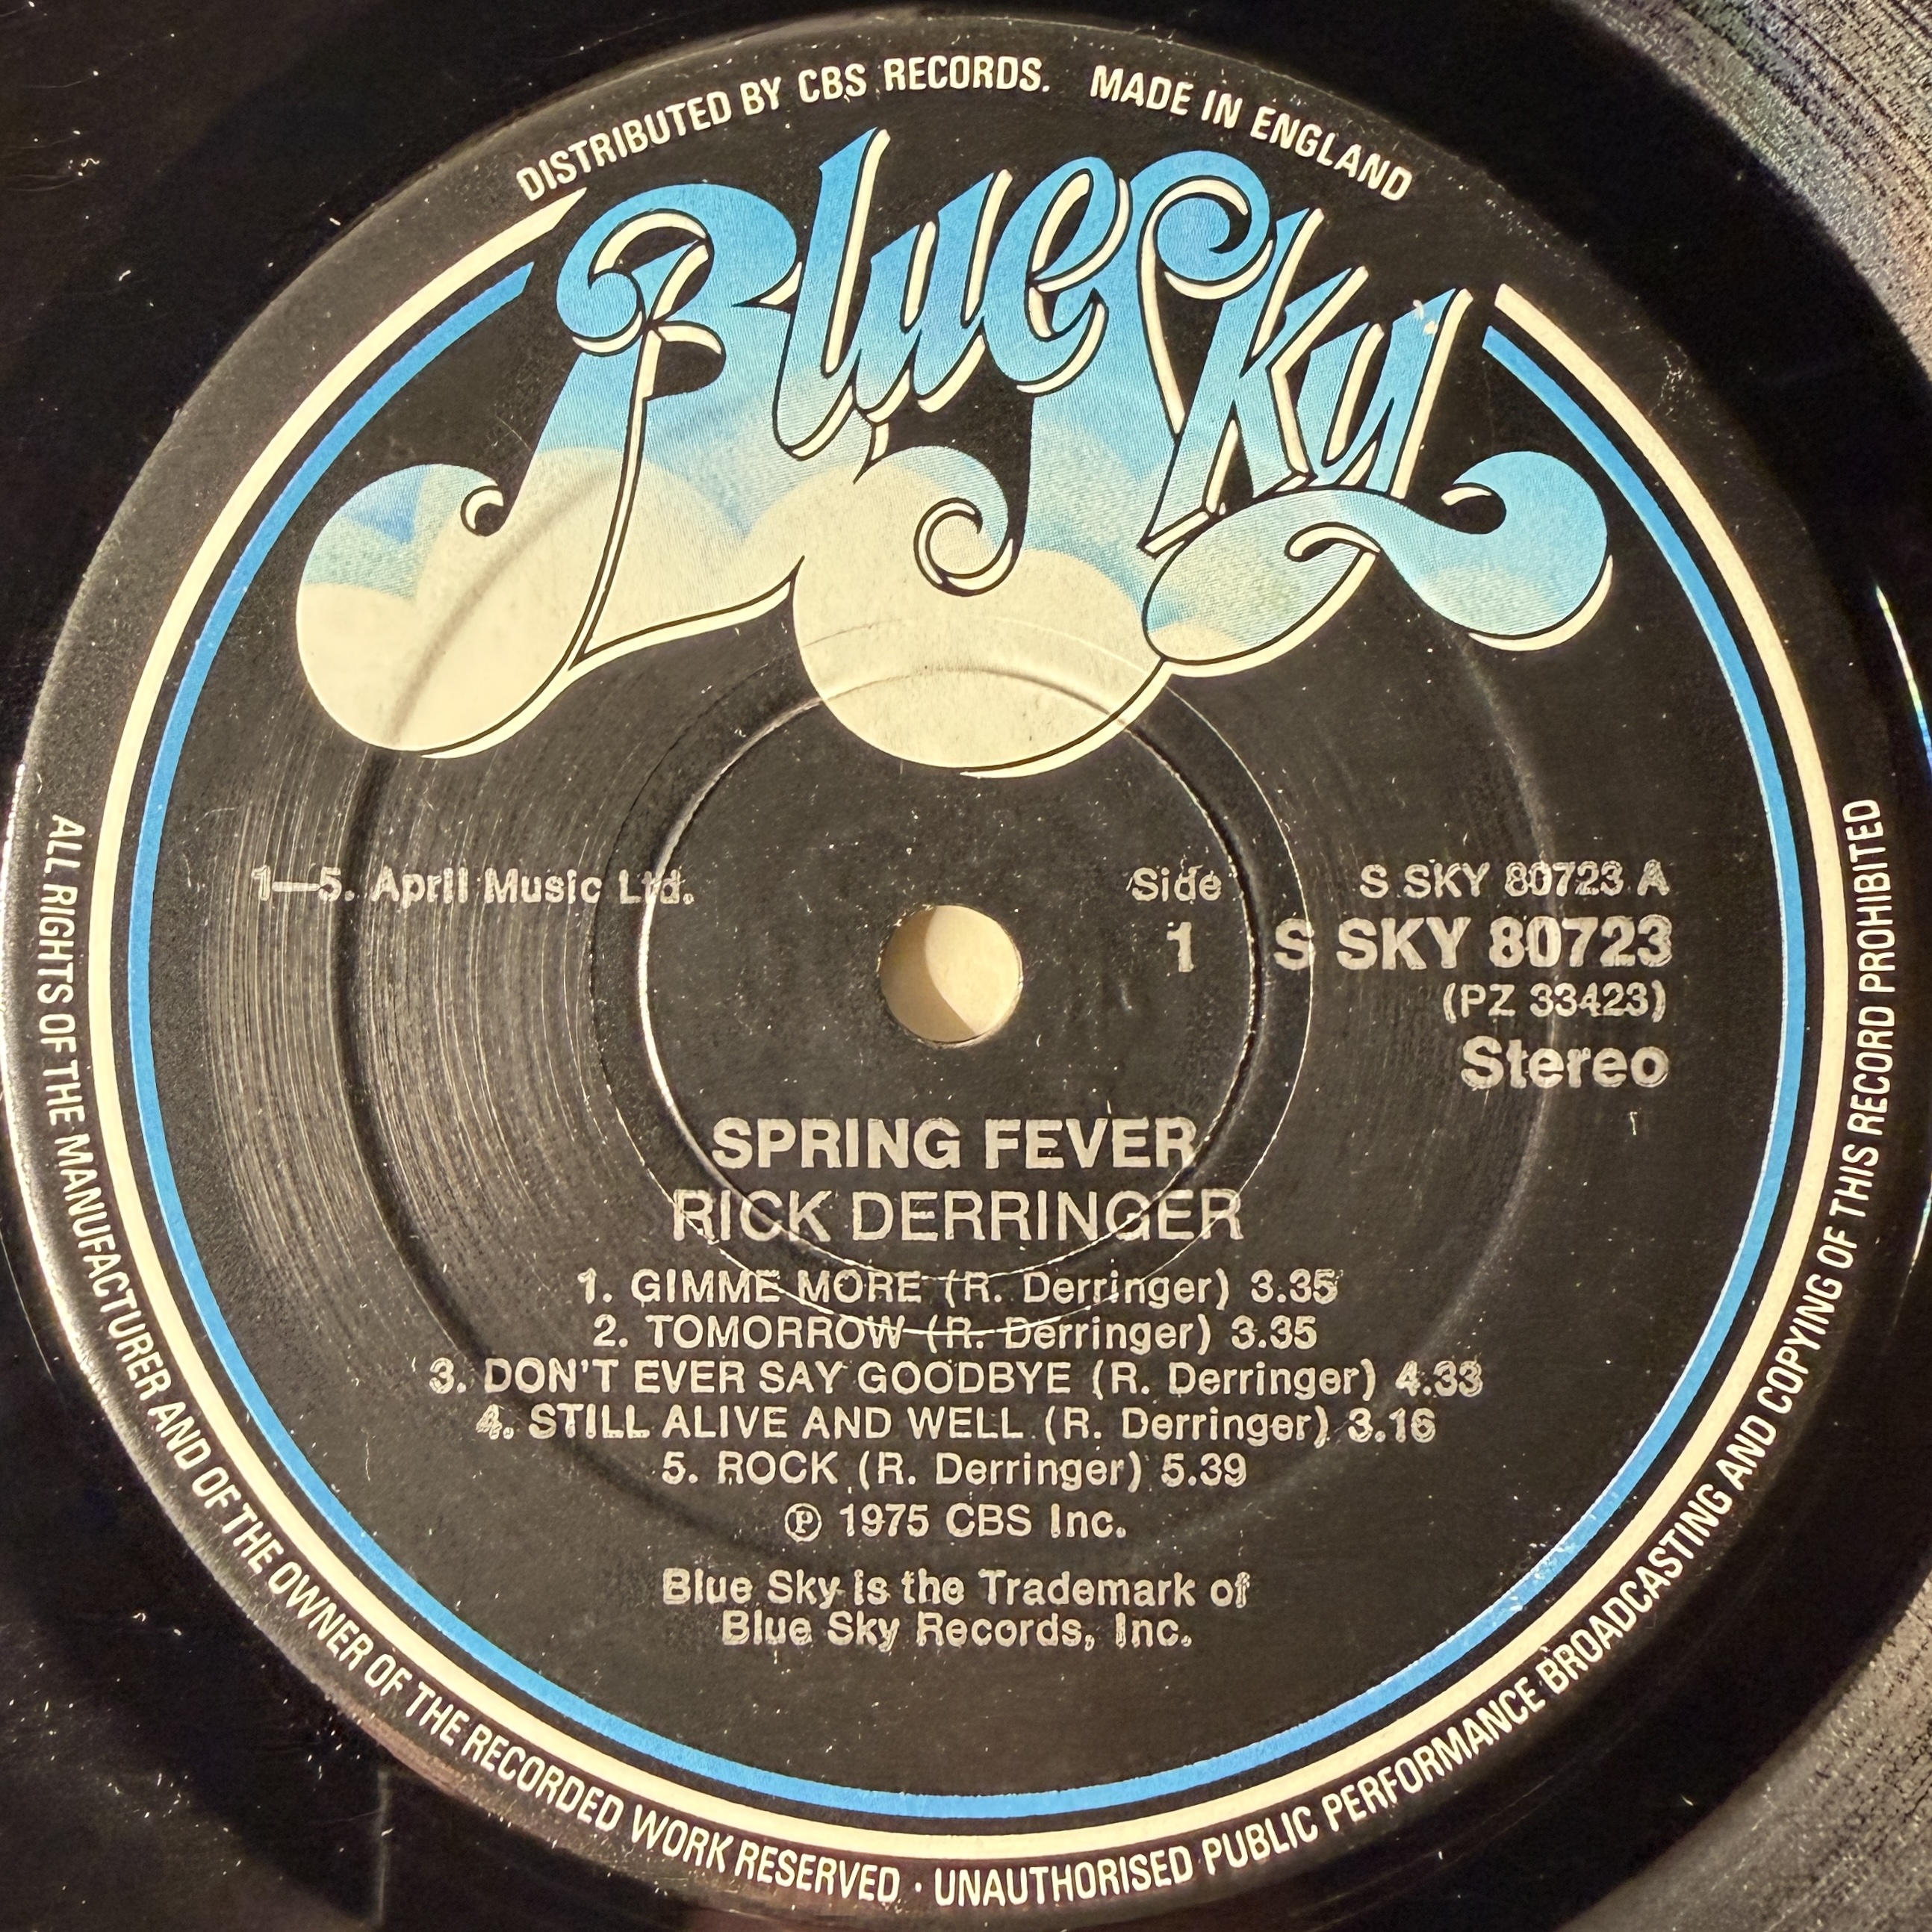 DISTRIBUTED BY CBS RECORDS. MADE IN ENGLAND
Blue Sky
1—5. April Music Ltd.
Side
1
S SKY 80723 A
S SKY 80723
(PZ 33423)
Stereo
SPRING FEVER
RICK DERRINGER
1. GIMME MORE (R. Derringer) 3.35
2. TOMORROW (R. Derringer) 3.35
3. DON'T EVER SAY GOODBYE (R. Derringer) 4.33
4. STILL ALIVE AND WELL (R. Derringer) 3.16
5. ROCK (R. Derringer) 5.39
℗ 1975 CBS Inc.
Blue Sky is the Trademark of
Blue Sky Records, Inc.
ALL RIGHTS OF THE MANUFACTURER AND OF THE OWNER OF THE RECORDED WORK RESERVED · UNAUTHORISED PUBLIC PERFORMANCE BROADCASTING AND COPYING OF THIS RECORD PROHIBITED